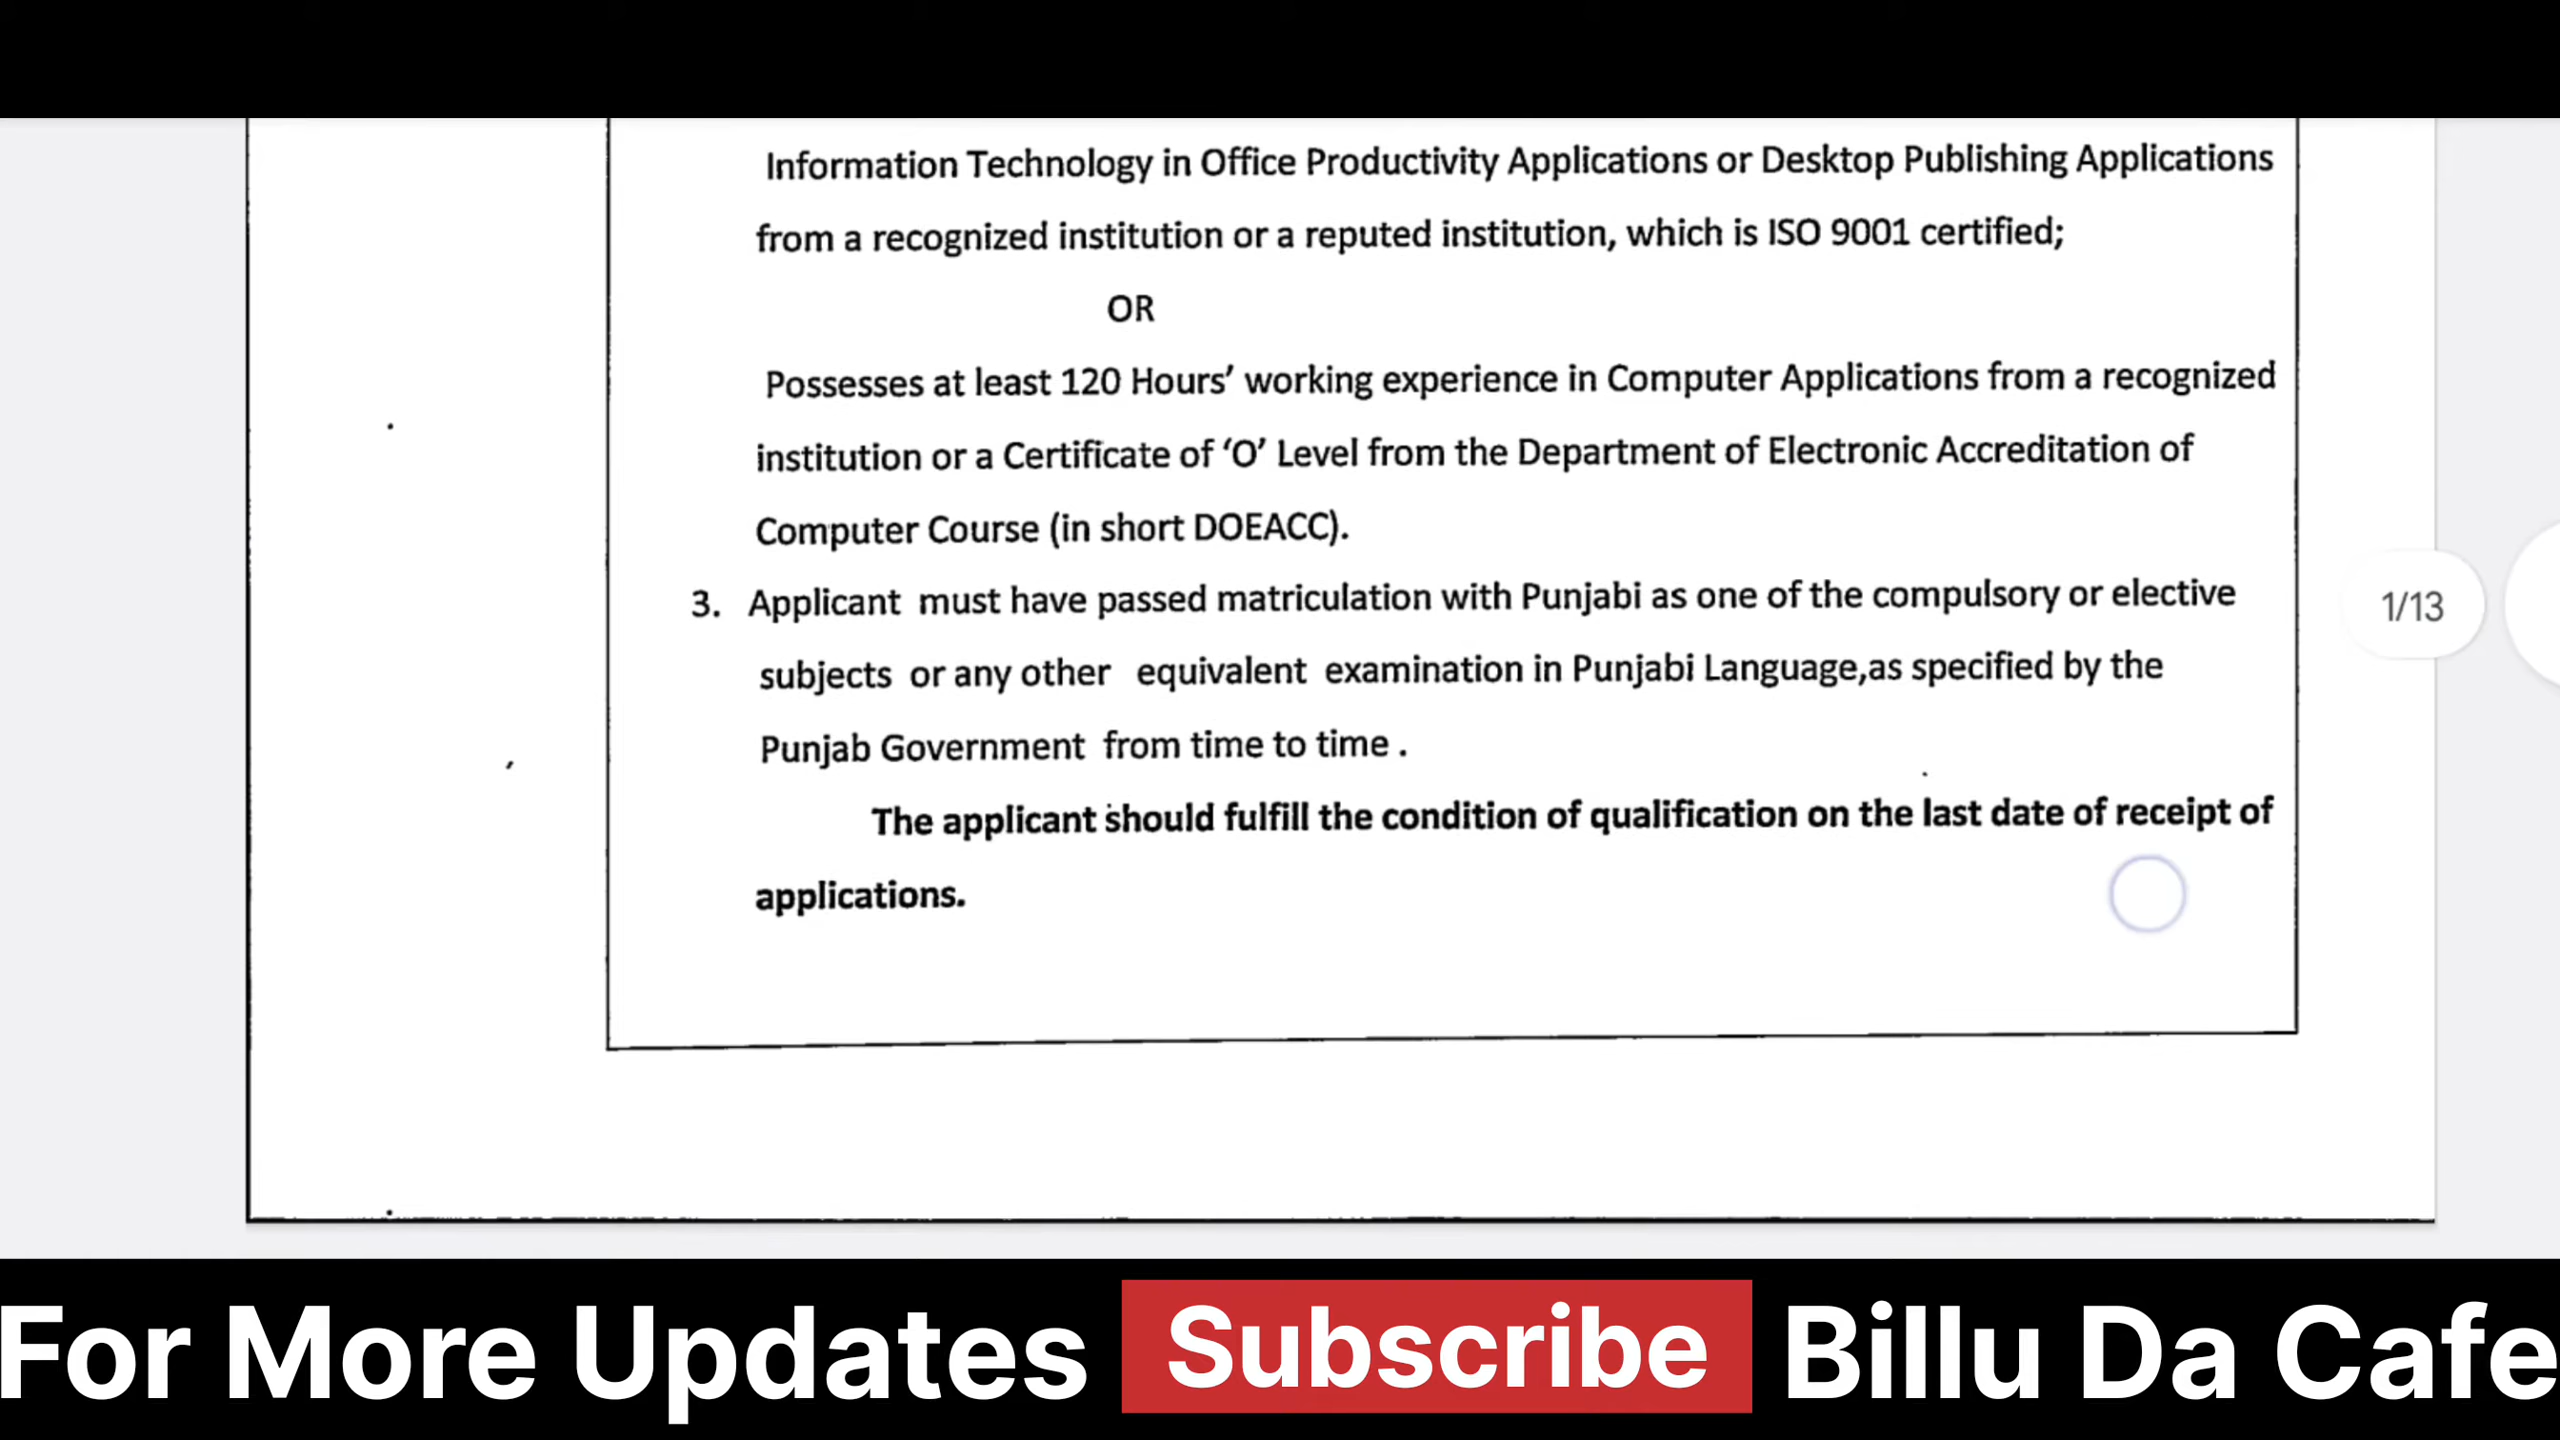 Information Technology in Office Productivity Applications or Desktop Publishing Applications
from a recognized institution or a reputed institution, which is ISO 9001 certified;
OR
Possesses at least 120 Hours’ working experience in Computer Applications from a recognized
institution or a Certificate of ‘O’ Level from the Department of Electronic Accreditation of
Computer Course (in short DOEACC).
3. Applicant must have passed matriculation with Punjabi as one of the compulsory or elective
subjects or any other equivalent examination in Punjabi Language,as specified by the
Punjab Government from time to time .
The applicant should fulfill the condition of qualification on the last date of receipt of
applications.
1/13
For More Updates Subscribe Billu Da Cafe